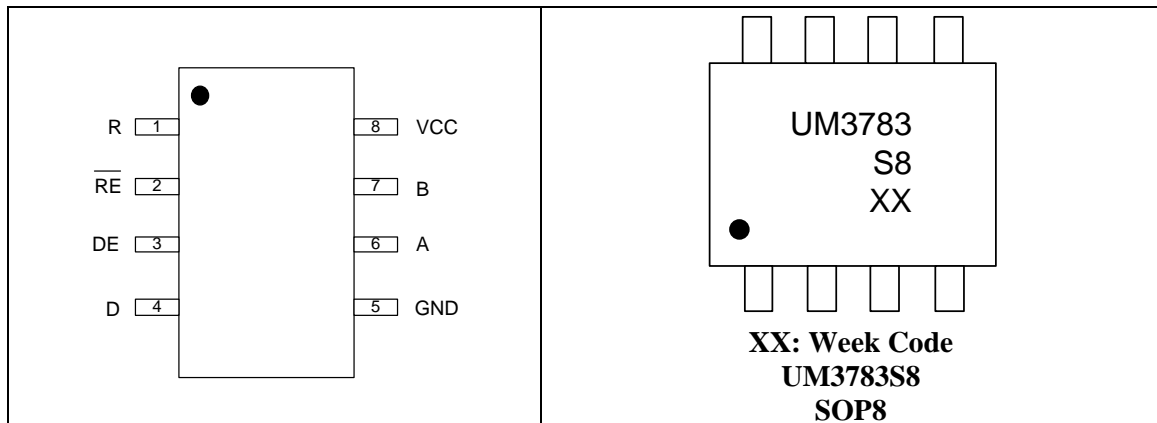 R 1 8 VCC
R̅E̅ 2 7 B
DE 3 6 A
D 4 5 GND
UM3783
S8
XX
XX: Week Code
UM3783S8
SOP8